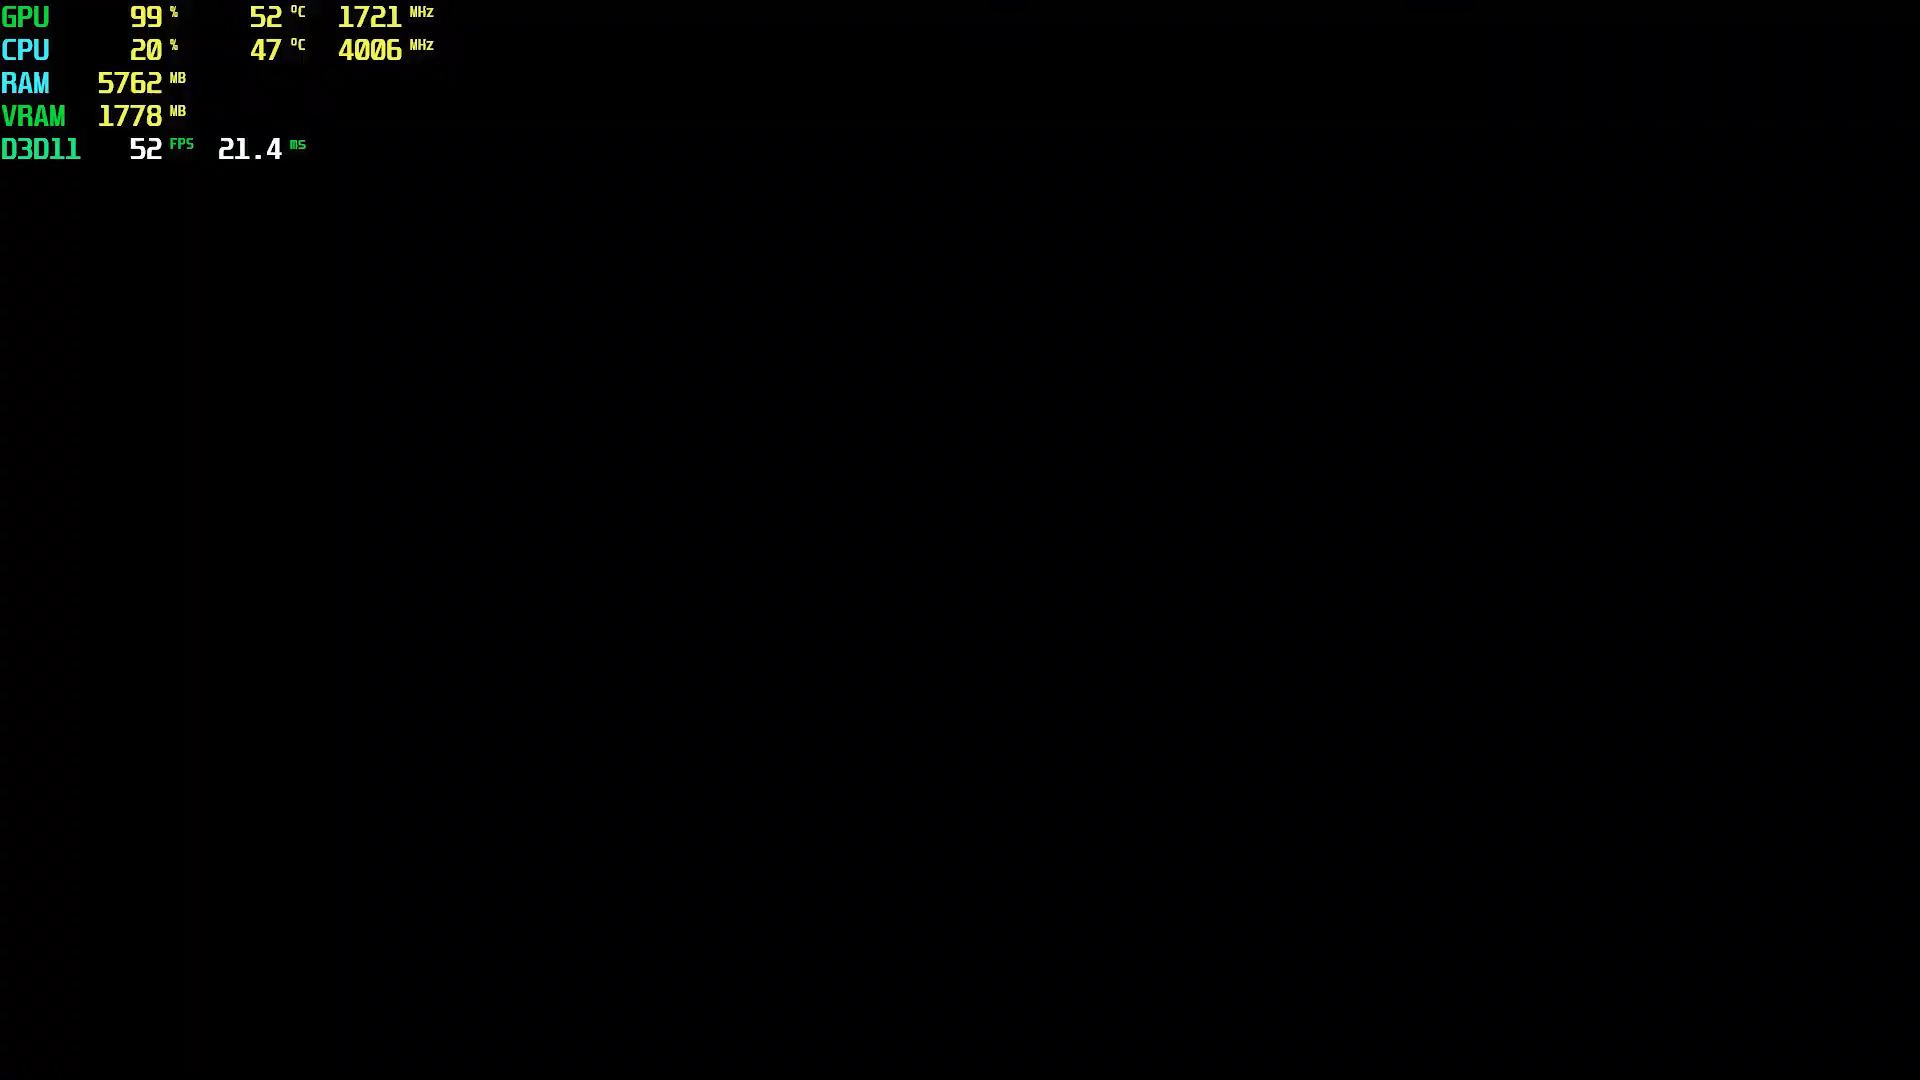 GPU 99 % 52 °C 1721 MHz
CPU 20 % 47 °C 4006 MHz
RAM 5762 MB
VRAM 1778 MB
D3D11 52 FPS 21.4 ms